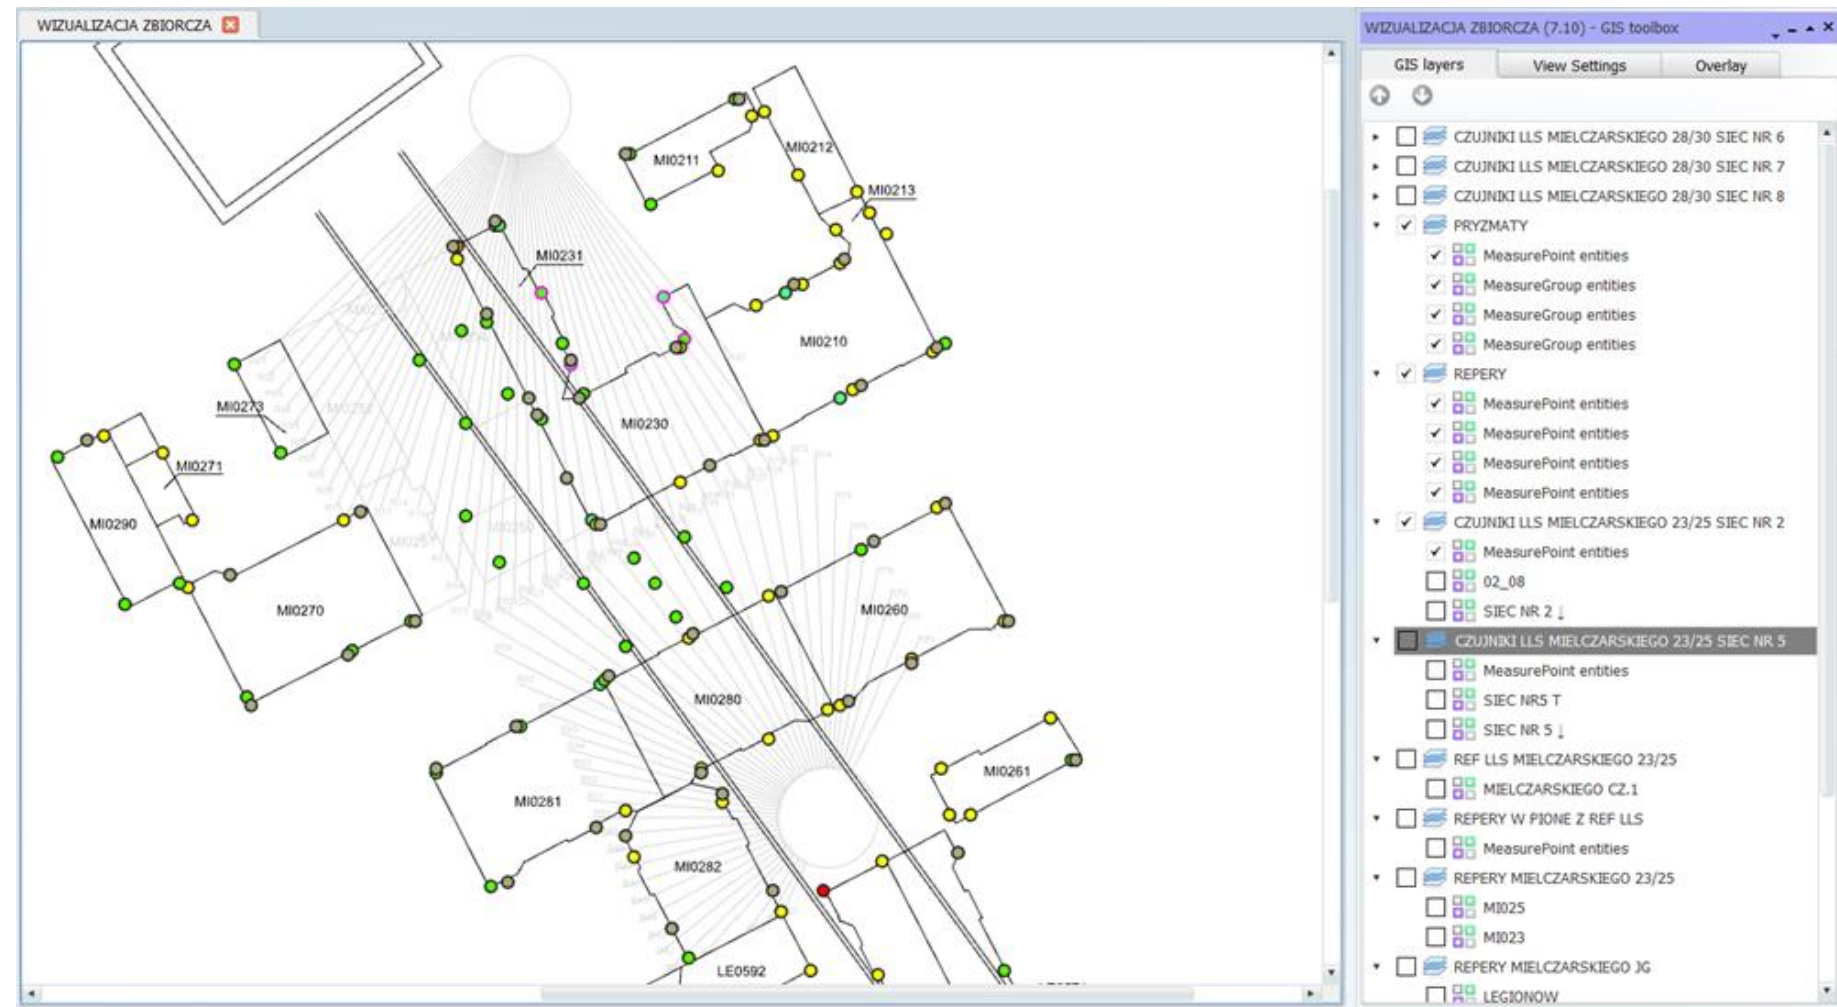 WIZUALIZACJA ZBIORCZA
MI0211
MI0212
MI0213
MI0231
MI0210
MI0273
MI0230
MI0271
MI0290
MI0270
MI0260
MI0280
MI0261
MI0281
MI0282
LE0592
WIZUALIZACJA ZBIORCZA (7.10) - GIS toolbox
GIS layers View Settings Overlay
CZUJNIKI LLS MIELCZARSKIEGO 28/30 SIEC NR 6
CZUJNIKI LLS MIELCZARSKIEGO 28/30 SIEC NR 7
CZUJNIKI LLS MIELCZARSKIEGO 28/30 SIEC NR 8
PRYZMATY
MeasurePoint entities
MeasureGroup entities
MeasureGroup entities
MeasureGroup entities
REPERY
MeasurePoint entities
MeasurePoint entities
MeasurePoint entities
MeasurePoint entities
CZUJNIKI LLS MIELCZARSKIEGO 23/25 SIEC NR 2
MeasurePoint entities
02_08
SIEC NR 2 ↓
CZUJNIKI LLS MIELCZARSKIEGO 23/25 SIEC NR 5
MeasurePoint entities
SIEC NR5 T
SIEC NR 5 ↓
REF LLS MIELCZARSKIEGO 23/25
MIELCZARSKIEGO CZ.1
REPERY W PIONE Z REF LLS
MeasurePoint entities
REPERY MIELCZARSKIEGO 23/25
MI025
MI023
REPERY MIELCZARSKIEGO JG
LEGIONOW